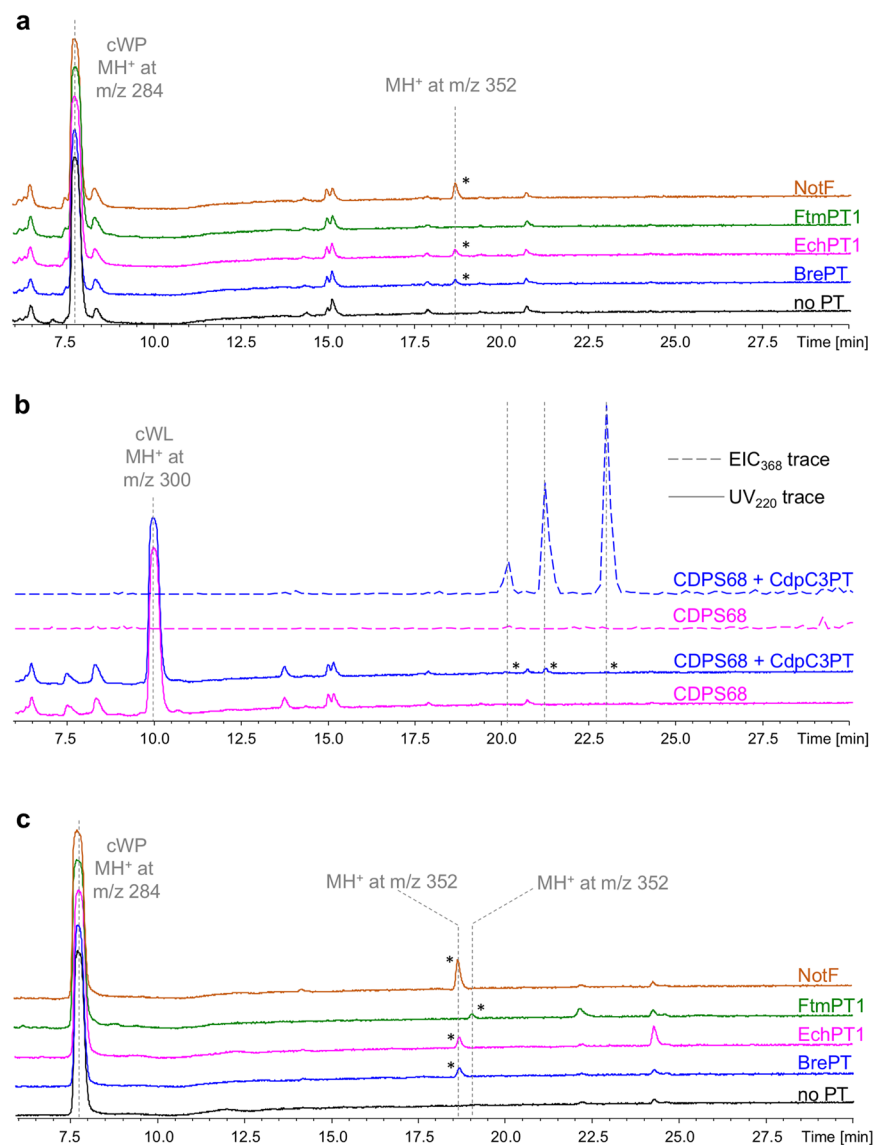 a
cWP
MH⁺ at
m/z 284
MH⁺ at m/z 352
*
NotF
FtmPT1
*
EchPT1
*
BrePT
no PT
7.5 10.0 12.5 15.0 17.5 20.0 22.5 25.0 27.5 Time [min]
b
cWL
MH⁺ at
m/z 300
EIC₃₆₈ trace
UV₂₂₀ trace
CDPS68 + CdpC3PT
CDPS68
CDPS68 + CdpC3PT
* * *
CDPS68
7.5 10.0 12.5 15.0 17.5 20.0 22.5 25.0 27.5 Time [min]
c
cWP
MH⁺ at
m/z 284
MH⁺ at m/z 352 MH⁺ at m/z 352
*
NotF
* FtmPT1
* EchPT1
* BrePT
no PT
7.5 10.0 12.5 15.0 17.5 20.0 22.5 25.0 27.5 Time [min]